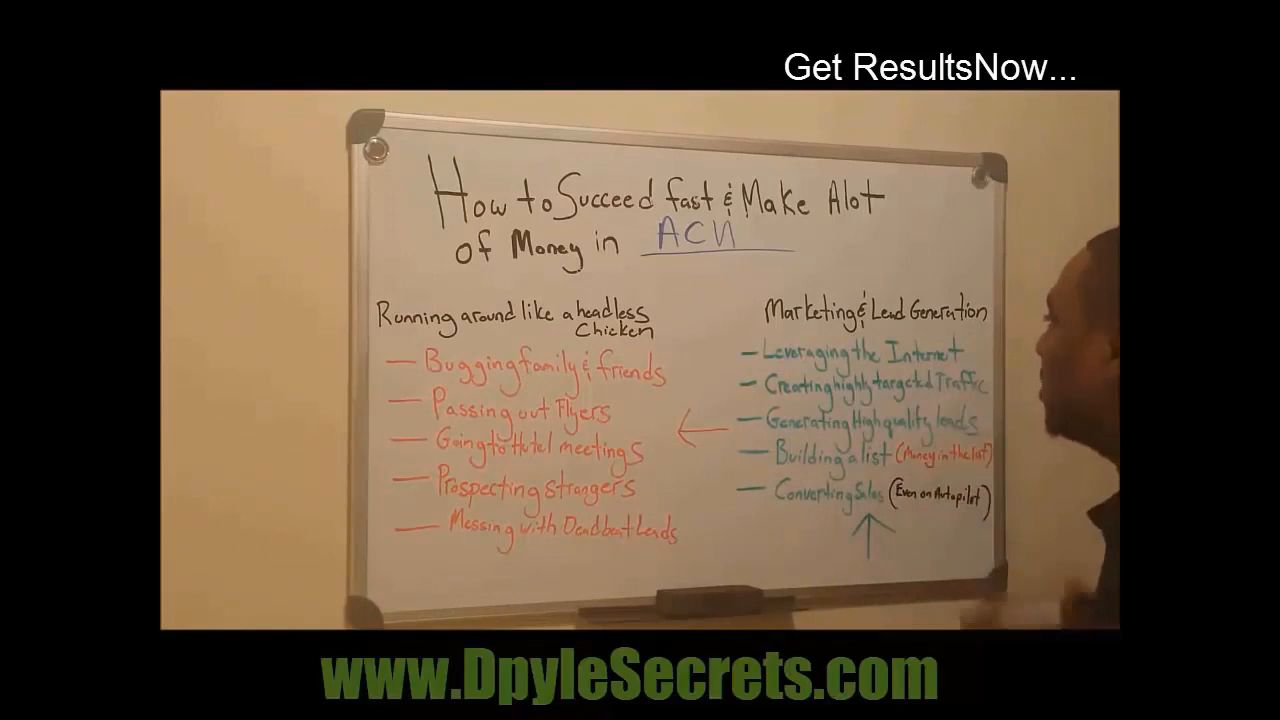 Get ResultsNow...
How to Succeed fast & Make Alot
of Money in ACN
Running around like a headless
Chicken
— Bugging family & friends
— Passing out Flyers
— Going to Hotel meetings
— Prospecting Strangers
— Messing with Deadbeat Leads
Marketing & Lead Generation
— Leveraging the Internet
— Creating highly targeted Traffic
— Generating High quality leads
— Building a list (Money in the list)
— Converting Sales (Even on Autopilot)
www.DpyleSecrets.com